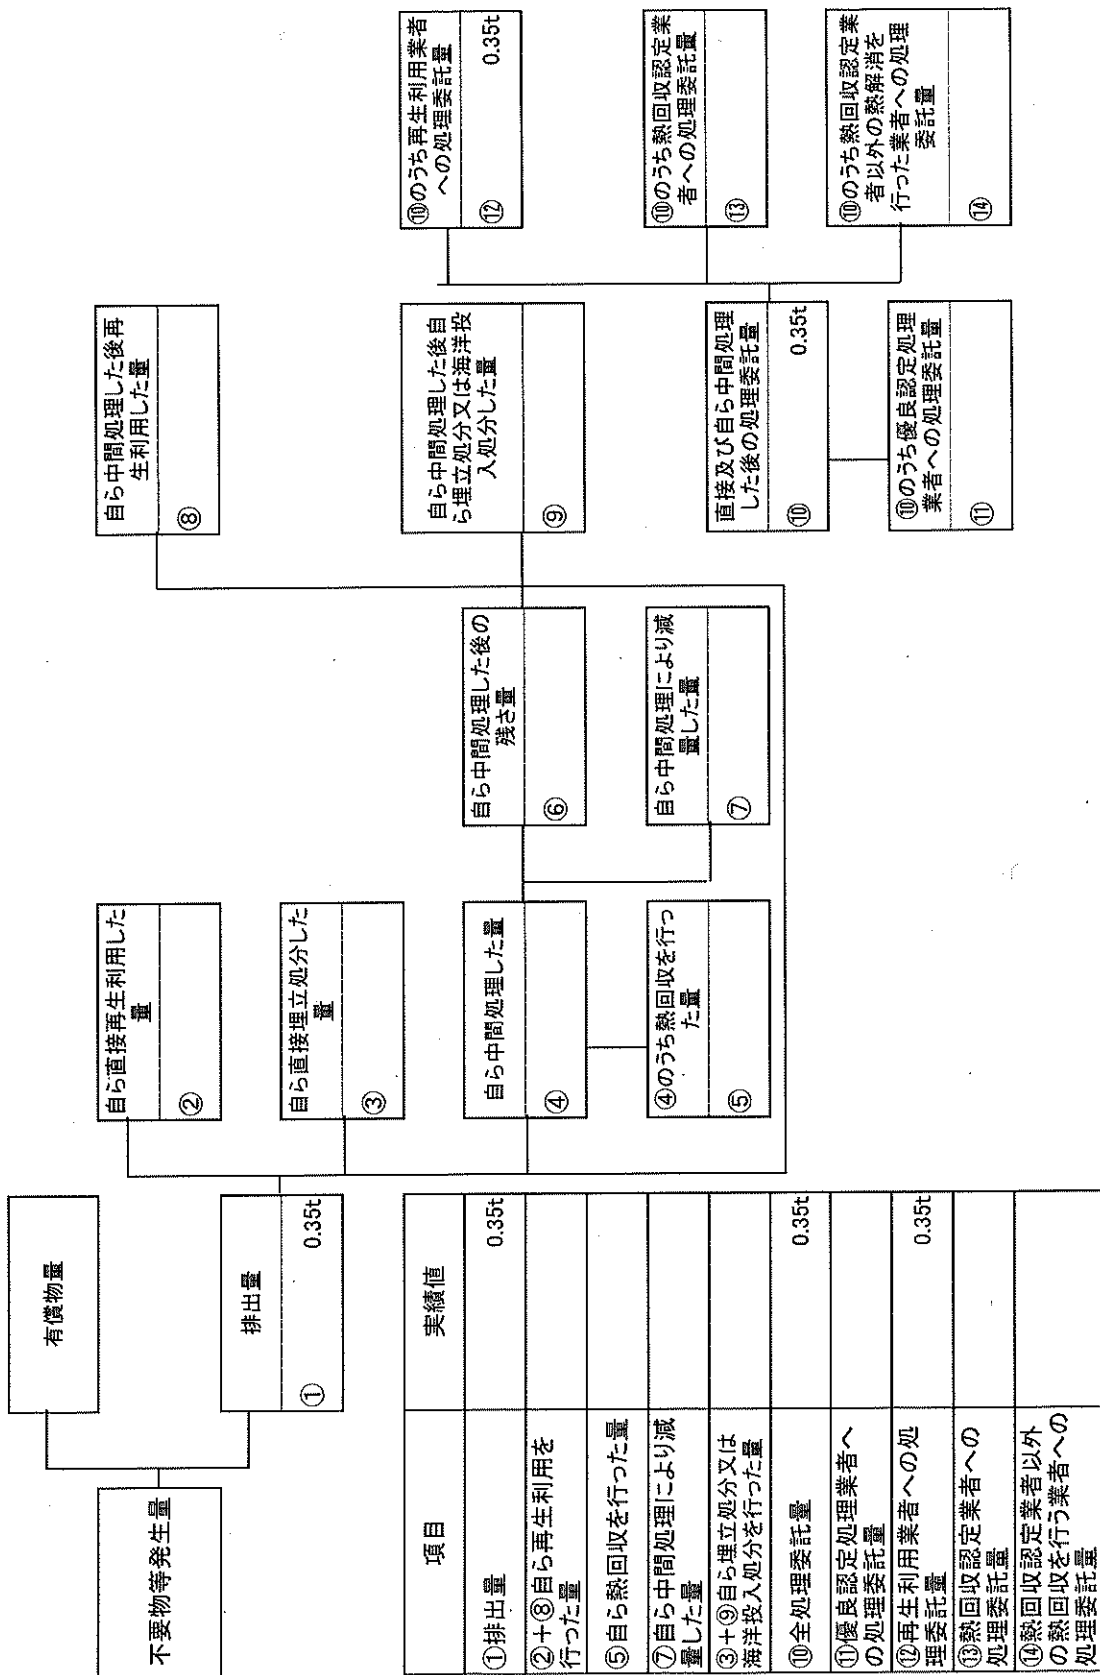 不要物等発生量
有償物量
排出量
① 0.35t
自ら直接再生利用した
量
②
自ら直接埋立処分した
量
③
自ら中間処理した量
④
④のうち熱回収を行っ
た量
⑤
自ら中間処理した後の
残さ量
⑥
自ら中間処理により減
量した量
⑦
自ら中間処理した後再
生利用した量
⑧
自ら中間処理した後自
ら埋立処分又は海洋投
入処分した量
⑨
直接及び自ら中間処理
した後の処理委託量
⑩ 0.35t
⑩のうち優良認定処理
業者への処理委託量
⑪
⑩のうち再生利用業者
への処理委託量
⑫ 0.35t
⑩のうち熱回収認定業
者への処理委託量
⑬
⑩のうち熱回収認定業
者以外の熱解消を
行った業者への処理
委託量
⑭
項目 実績値
①排出量 0.35t
②+⑧自ら再生利用を
行った量
⑤自ら熱回収を行った量
⑦自ら中間処理により減
量した量
③+⑨自ら埋立処分又は
海洋投入処分を行った量
⑩全処理委託量 0.35t
⑪優良認定処理業者へ
の処理委託量
⑫再生利用業者への処
理委託量 0.35t
⑬熱回収認定業者への
処理委託量
⑭熱回収認定業者以外
の熱回収を行う業者への
処理委託量